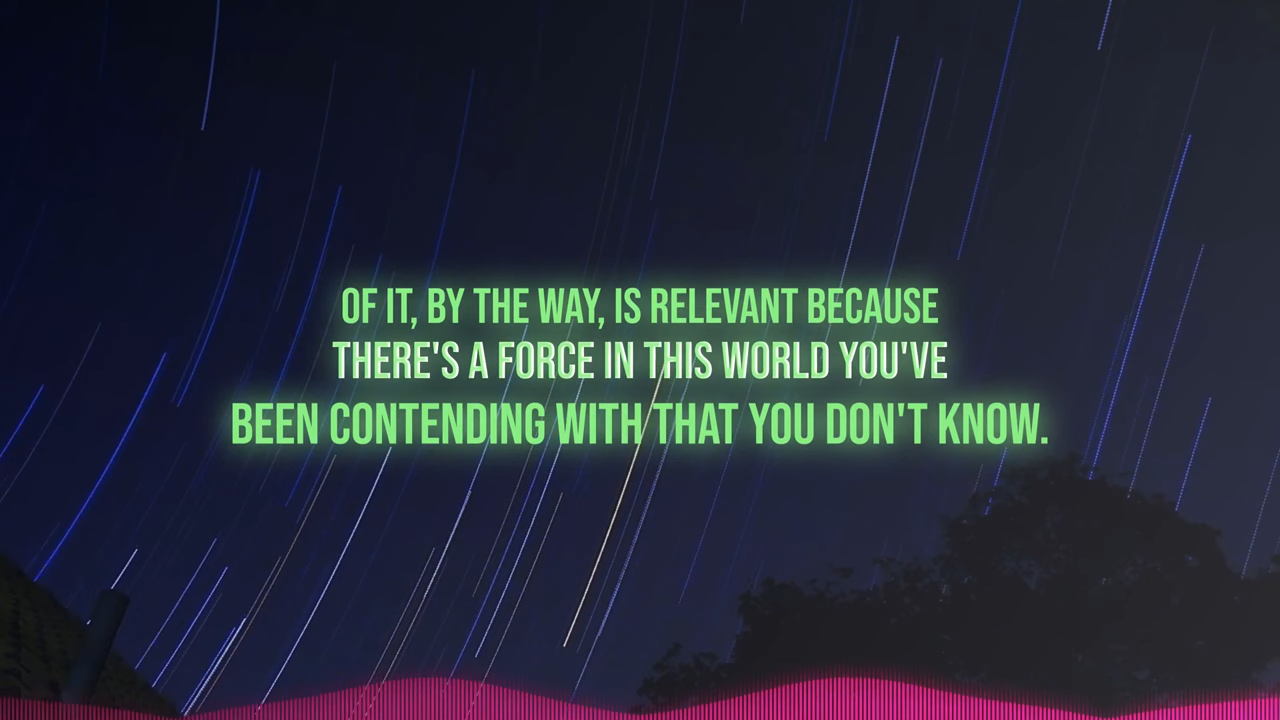 OF IT, BY THE WAY, IS RELEVANT BECAUSE
THERE'S A FORCE IN THIS WORLD YOU'VE
BEEN CONTENDING WITH THAT YOU DON'T KNOW.